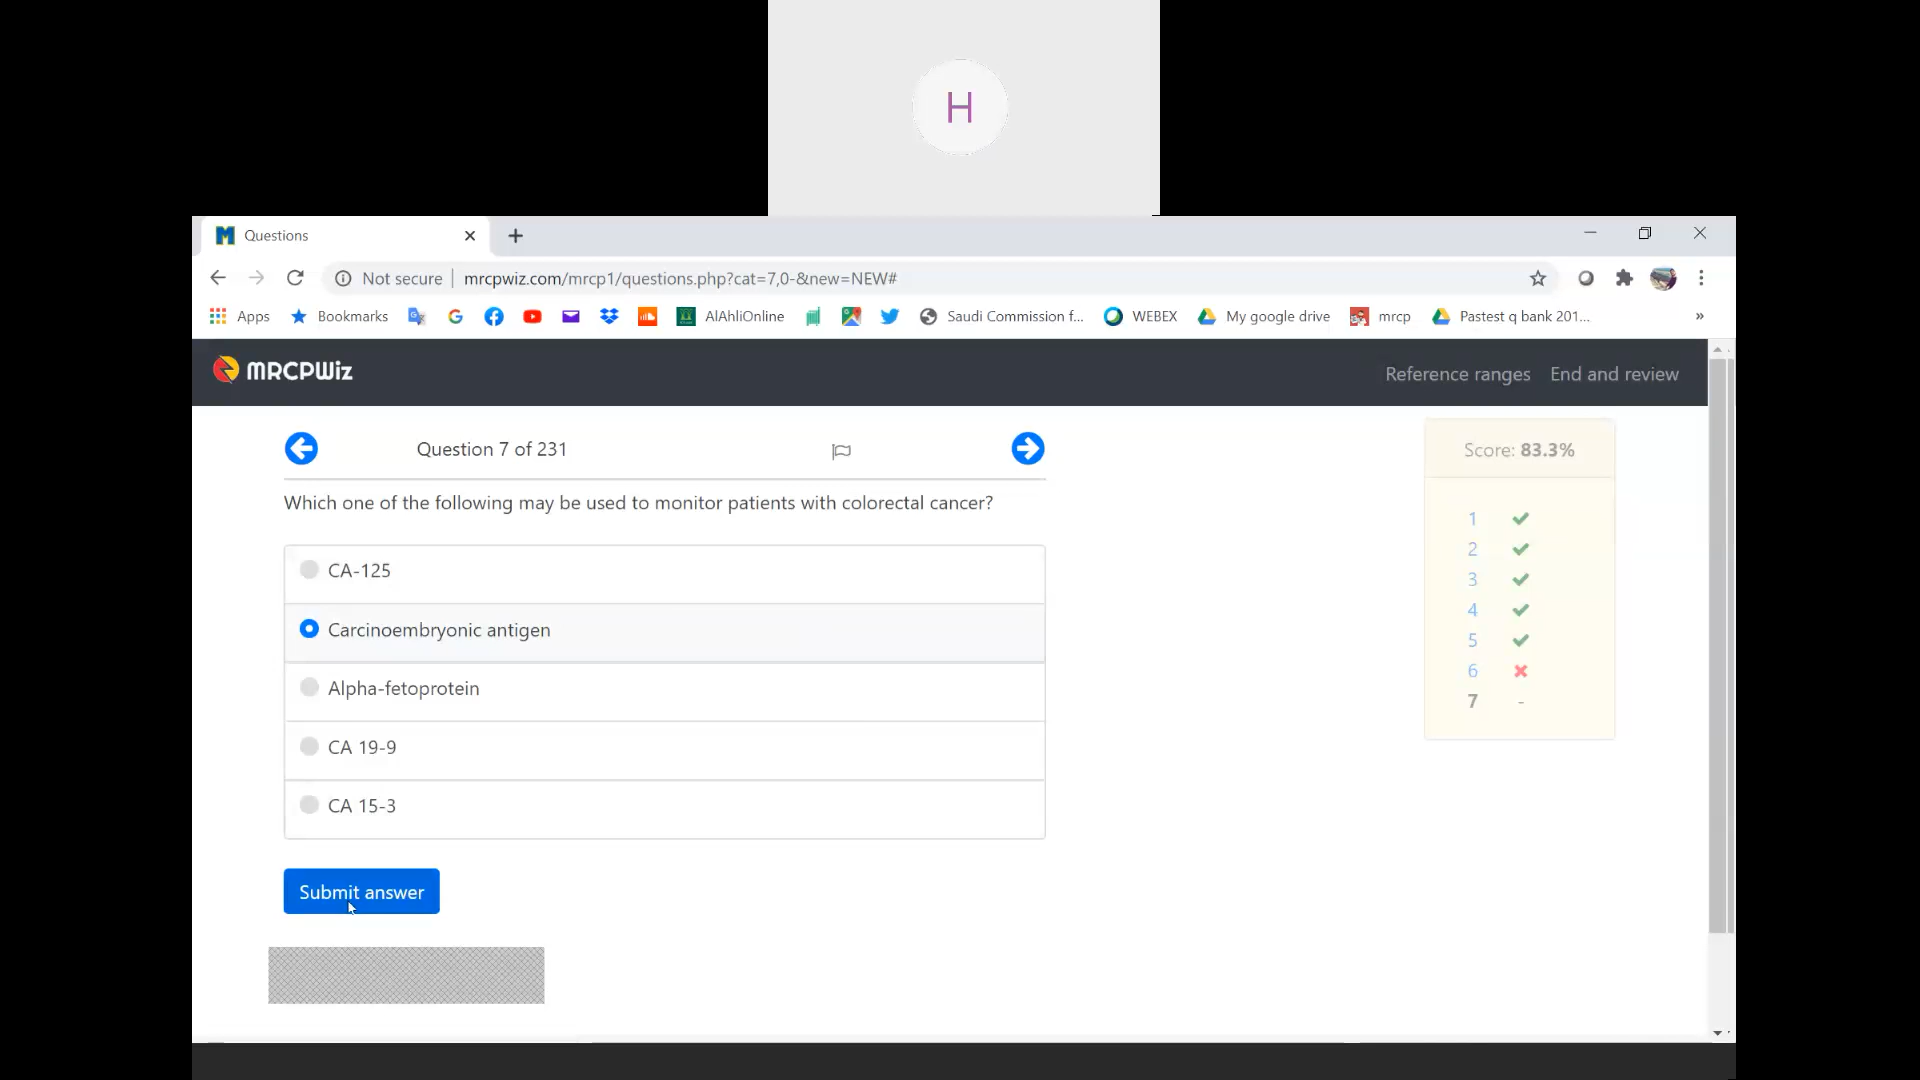 H
Questions
Not secure | mrcpwiz.com/mrcp1/questions.php?cat=7,0-&new=NEW#
Apps Bookmarks AlAhliOnline Saudi Commission f... WEBEX My google drive mrcp Pastest q bank 201... »
MRCPWiz Reference ranges End and review
Question 7 of 231
Which one of the following may be used to monitor patients with colorectal cancer?
CA-125
Carcinoembryonic antigen
Alpha-fetoprotein
CA 19-9
CA 15-3
Submit answer
Score: 83.3%
1
2
3
4
5
6
7 -